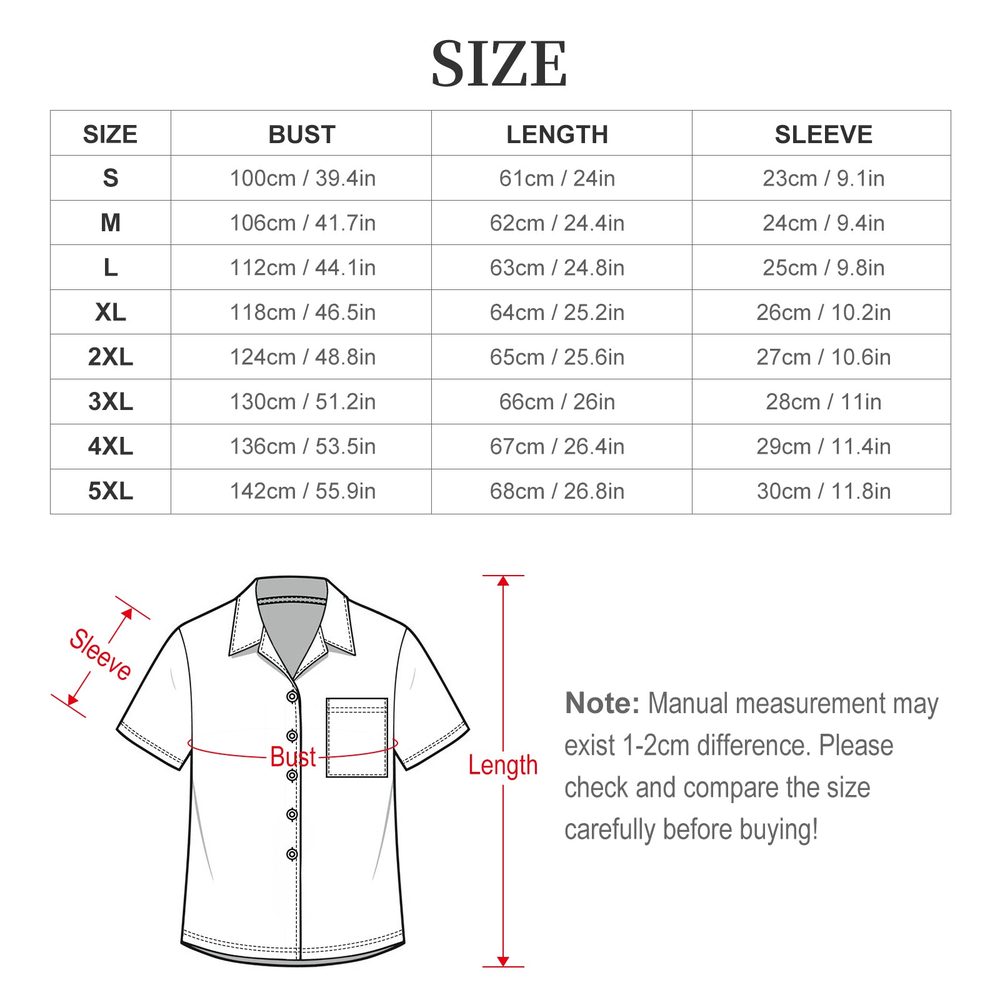 SIZE
SIZE BUST LENGTH SLEEVE
S 100cm / 39.4in 61cm / 24in 23cm / 9.1in
M 106cm / 41.7in 62cm / 24.4in 24cm / 9.4in
L 112cm / 44.1in 63cm / 24.8in 25cm / 9.8in
XL 118cm / 46.5in 64cm / 25.2in 26cm / 10.2in
2XL 124cm / 48.8in 65cm / 25.6in 27cm / 10.6in
3XL 130cm / 51.2in 66cm / 26in 28cm / 11in
4XL 136cm / 53.5in 67cm / 26.4in 29cm / 11.4in
5XL 142cm / 55.9in 68cm / 26.8in 30cm / 11.8in
Sleeve
Bust
Length
Note: Manual measurement may
exist 1-2cm difference. Please
check and compare the size
carefully before buying!